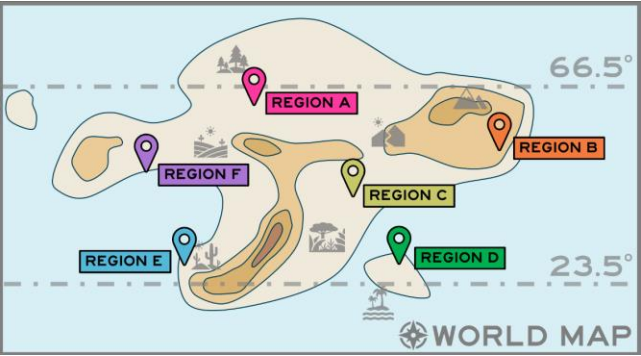 66.5°
REGION A
REGION B
REGION F
REGION C
REGION E
REGION D
23.5°
WORLD MAP